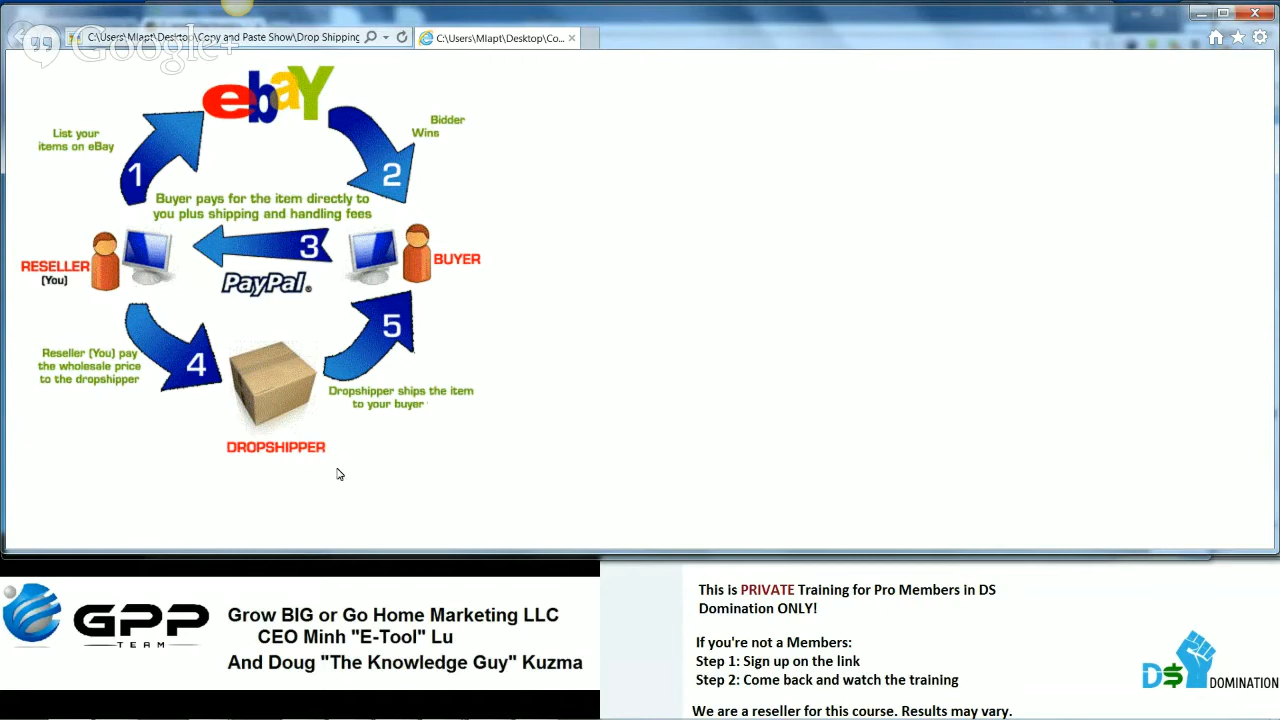 C:\Users\Mlapt\Desktop\Copy and Paste Show\Drop Shipping
C:\Users\Mlapt\Desktop\Co...
Google+
ebaY
List your
items on eBay
1
Bidder
Wins
2
Buyer pays for the item directly to
you plus shipping and handling fees
3
RESELLER
(You)
BUYER
PayPal®
4
5
Reseller (You) pay
the wholesale price
to the dropshipper
Dropshipper ships the item
to your buyer
DROPSHIPPER
GPP
TEAM
Grow BIG or Go Home Marketing LLC
CEO Minh "E-Tool" Lu
And Doug "The Knowledge Guy" Kuzma
This is PRIVATE Training for Pro Members in DS
Domination ONLY!
If you're not a Members:
Step 1: Sign up on the link
Step 2: Come back and watch the training
We are a reseller for this course. Results may vary.
D$ DOMINATION